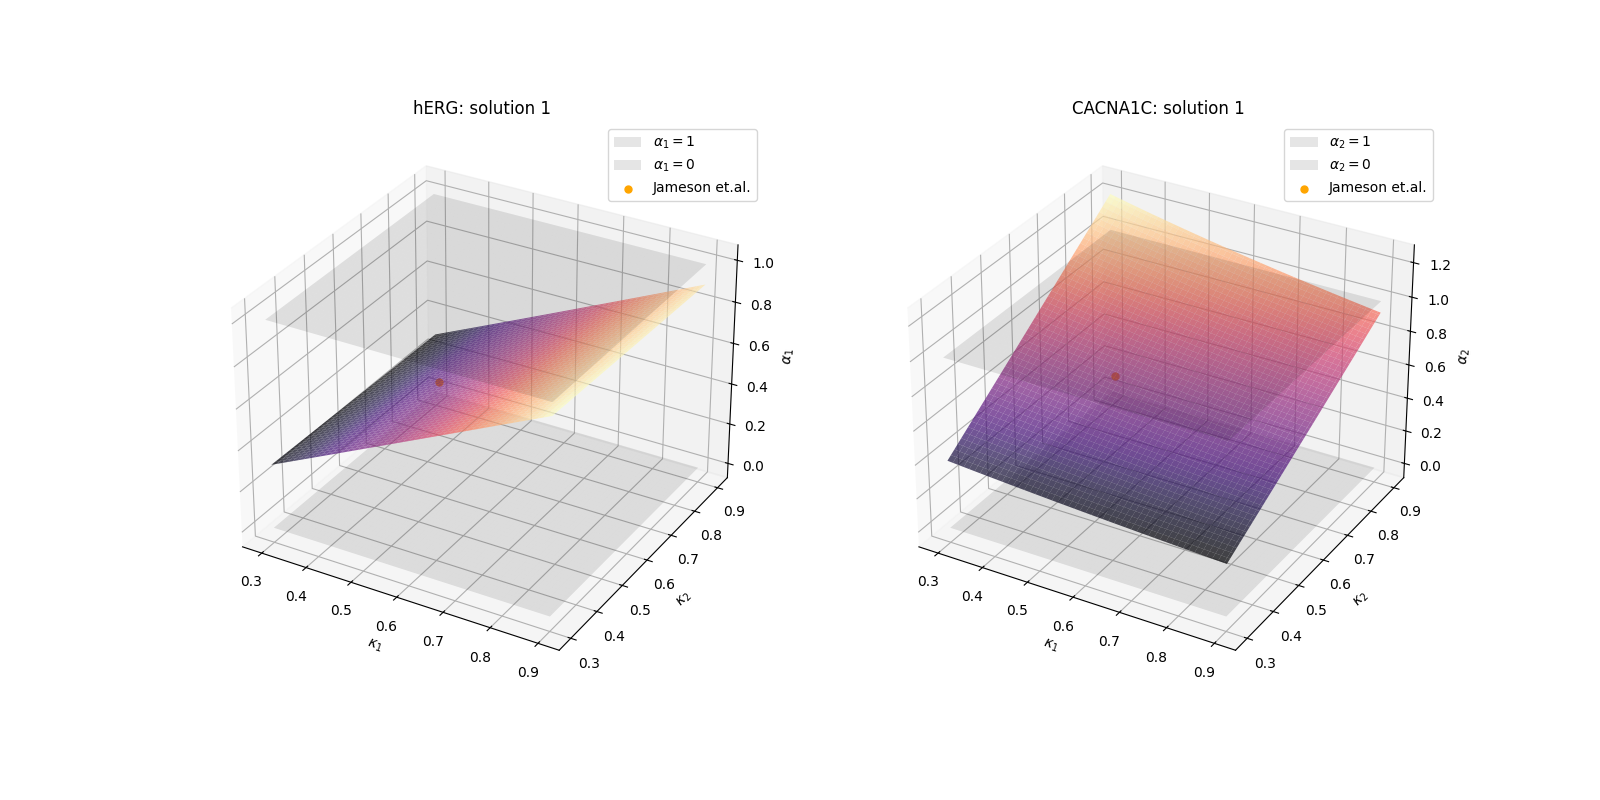 hERG: solution 1
α₁ = 1
α₁ = 0
Jameson et.al.
1.0
0.8
0.6
0.4
0.2
0.0
α₁
0.3
0.4
0.5
0.6
0.7
0.8
0.9
κ₁
0.3
0.4
0.5
0.6
0.7
0.8
0.9
κ₂
CACNA1C: solution 1
α₂ = 1
α₂ = 0
Jameson et.al.
1.2
1.0
0.8
0.6
0.4
0.2
0.0
α₂
0.3
0.4
0.5
0.6
0.7
0.8
0.9
κ₁
0.3
0.4
0.5
0.6
0.7
0.8
0.9
κ₂